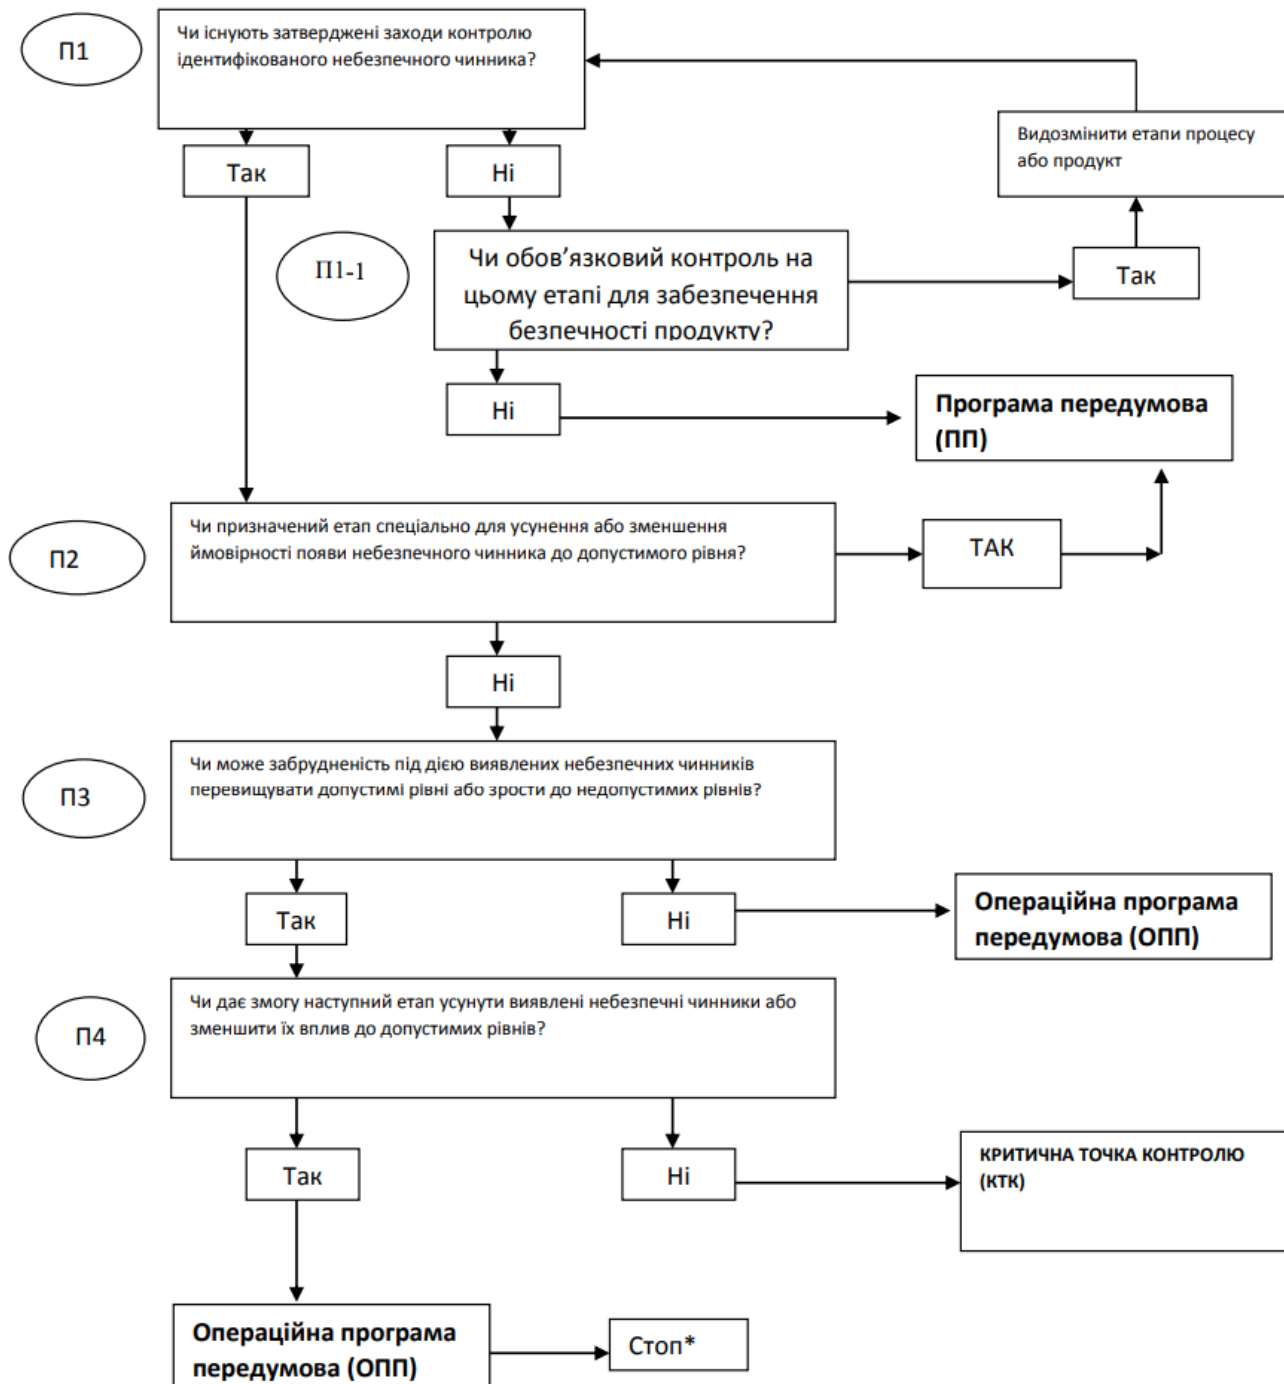 П1
Чи існують затверджені заходи контролю
ідентифікованого небезпечного чинника?
Видозмінити етапи процесу
або продукт
Так
Ні
П1-1
Чи обов’язковий контроль на
цьому етапі для забезпечення
безпечності продукту?
Так
Ні
Програма передумова
(ПП)
П2
Чи призначений етап спеціально для усунення або зменшення
ймовірності появи небезпечного чинника до допустимого рівня?
ТАК
Ні
П3
Чи може забрудненість під дією виявлених небезпечних чинників
перевищувати допустимі рівні або зрости до недопустимих рівнів?
Так
Ні
Операційна програма
передумова (ОПП)
П4
Чи дає змогу наступний етап усунути виявлені небезпечні чинники або
зменшити їх вплив до допустимих рівнів?
Так
Ні
КРИТИЧНА ТОЧКА КОНТРОЛЮ
(КТК)
Операційна програма
передумова (ОПП)
Стоп*